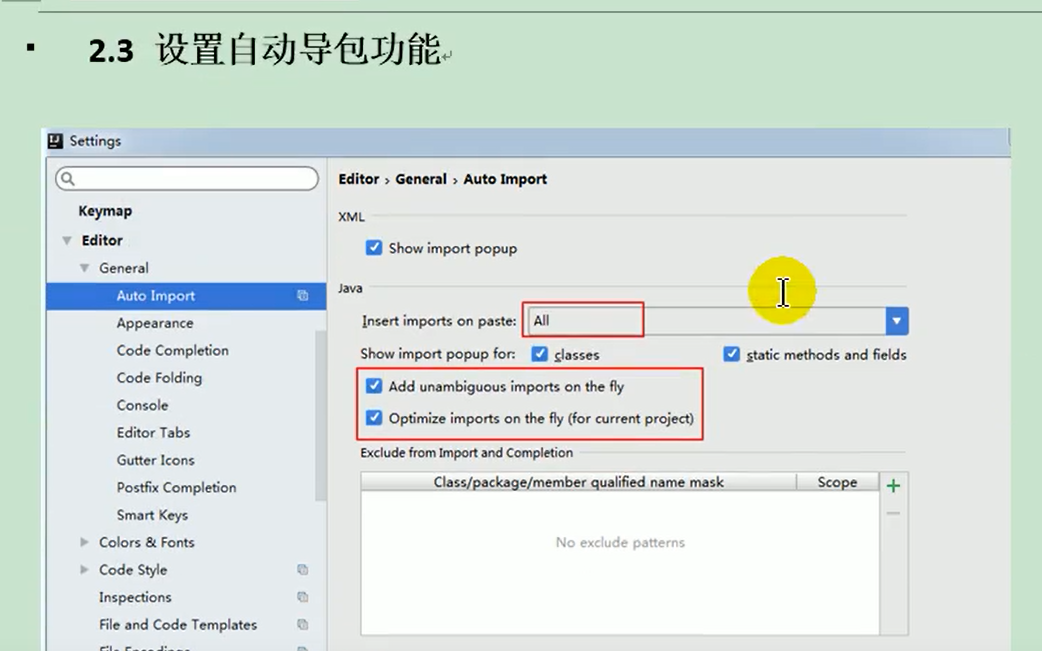 2.3 设置自动导包功能
Settings
Editor › General › Auto Import
Keymap
Editor
General
Auto Import
Appearance
Code Completion
Code Folding
Console
Editor Tabs
Gutter Icons
Postfix Completion
Smart Keys
Colors & Fonts
Code Style
Inspections
File and Code Templates
File Encodings
XML
Show import popup
Java
Insert imports on paste: All
Show import popup for: classes static methods and fields
Add unambiguous imports on the fly
Optimize imports on the fly (for current project)
Exclude from Import and Completion
Class/package/member qualified name mask Scope
No exclude patterns